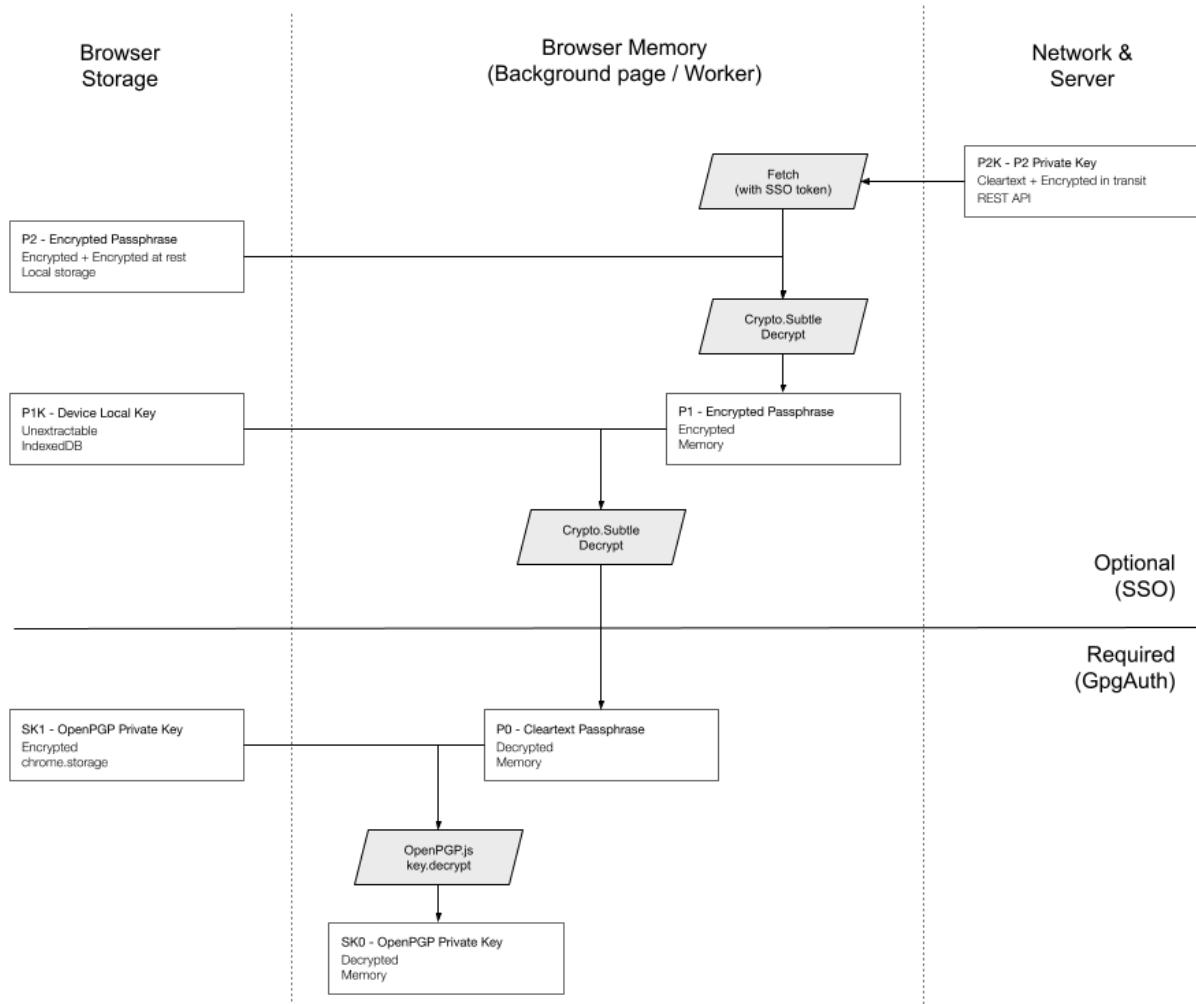 Browser
Storage
Browser Memory
(Background page / Worker)
Network &
Server
Fetch
(with SSO token)
P2K - P2 Private Key
Cleartext + Encrypted in transit
REST API
P2 - Encrypted Passphrase
Encrypted + Encrypted at rest
Local storage
Crypto.Subtle
Decrypt
P1K - Device Local Key
Unextractable
IndexedDB
P1 - Encrypted Passphrase
Encrypted
Memory
Crypto.Subtle
Decrypt
Optional
(SSO)
Required
(GpgAuth)
SK1 - OpenPGP Private Key
Encrypted
chrome.storage
P0 - Cleartext Passphrase
Decrypted
Memory
OpenPGP.js
key.decrypt
SK0 - OpenPGP Private Key
Decrypted
Memory